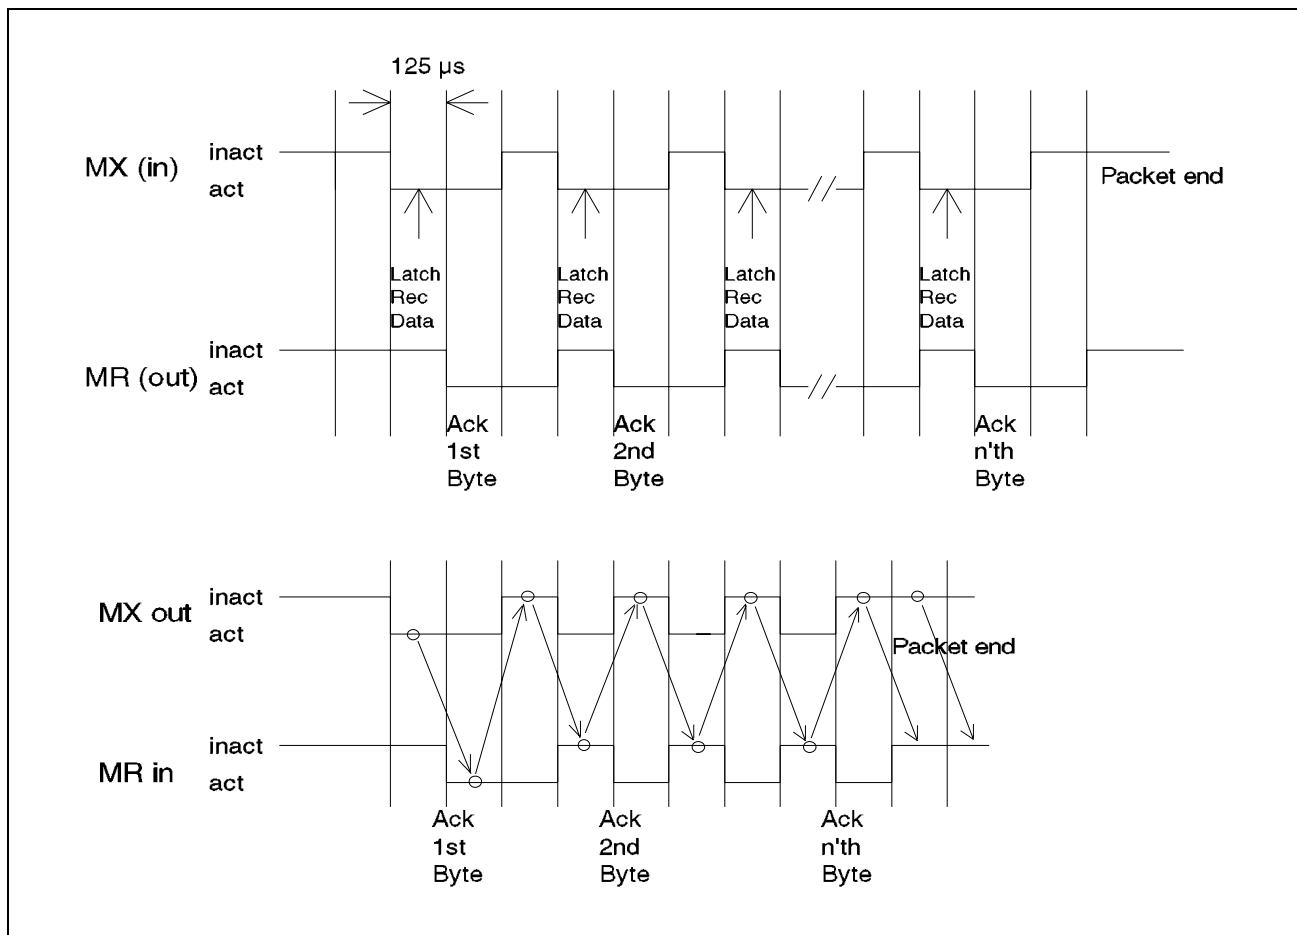 125 µs
inact
MX (in)
act
Packet end
Latch
Rec
Data
Latch
Rec
Data
Latch
Rec
Data
Latch
Rec
Data
inact
MR (out)
act
Ack
1st
Byte
Ack
2nd
Byte
Ack
n'th
Byte
inact
MX out
act
Packet end
inact
MR in
act
Ack
1st
Byte
Ack
2nd
Byte
Ack
n'th
Byte